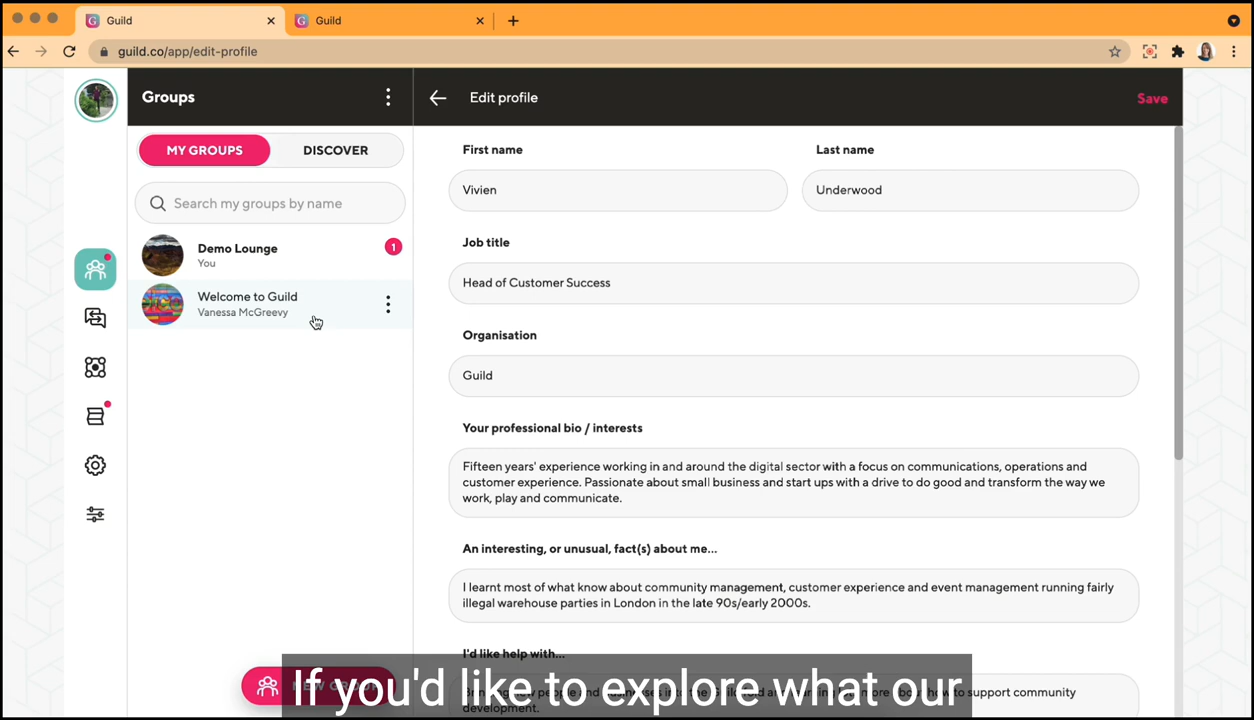 Guild
Guild
guild.co/app/edit-profile
Groups
Edit profile
Save
MY GROUPS
DISCOVER
Search my groups by name
Demo Lounge
You
1
Welcome to Guild
Vanessa McGreevy
First name
Last name
Vivien
Underwood
Job title
Head of Customer Success
Organisation
Guild
Your professional bio / interests
Fifteen years' experience working in and around the digital sector with a focus on communications, operations and
customer experience. Passionate about small business and start ups with a drive to do good and transform the way we
work, play and communicate.
An interesting, or unusual, fact(s) about me...
I learnt most of what know about community management, customer experience and event management running fairly
illegal warehouse parties in London in the late 90s/early 2000s.
I'd like help with...
support community
development.
If you'd like to explore what our